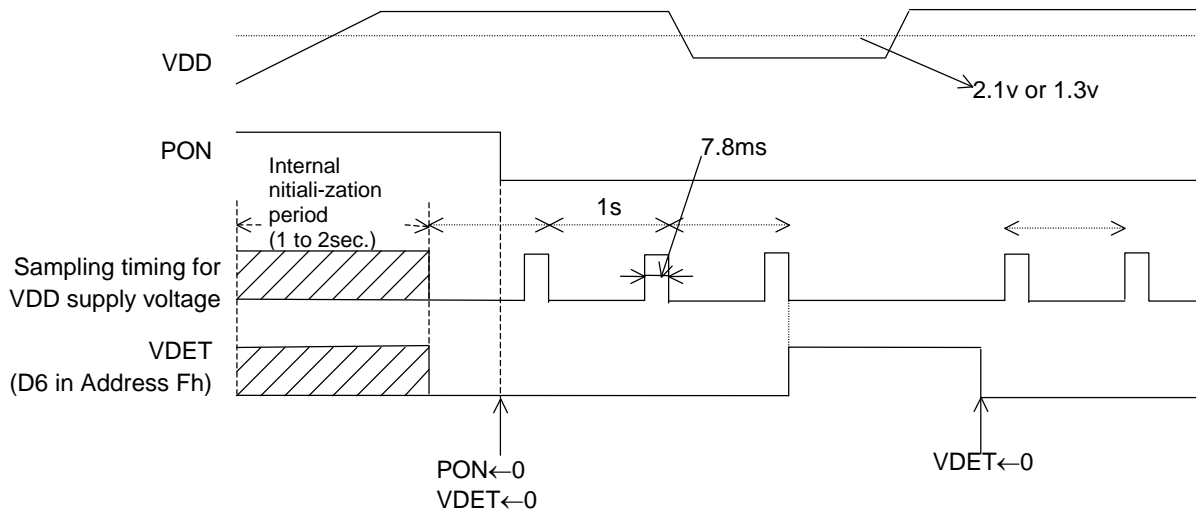 VDD
2.1v or 1.3v
PON
7.8ms
Internal
nitiali-zation
period
(1 to 2sec.)
1s
Sampling timing for
VDD supply voltage
VDET
(D6 in Address Fh)
PON←0
VDET←0
VDET←0